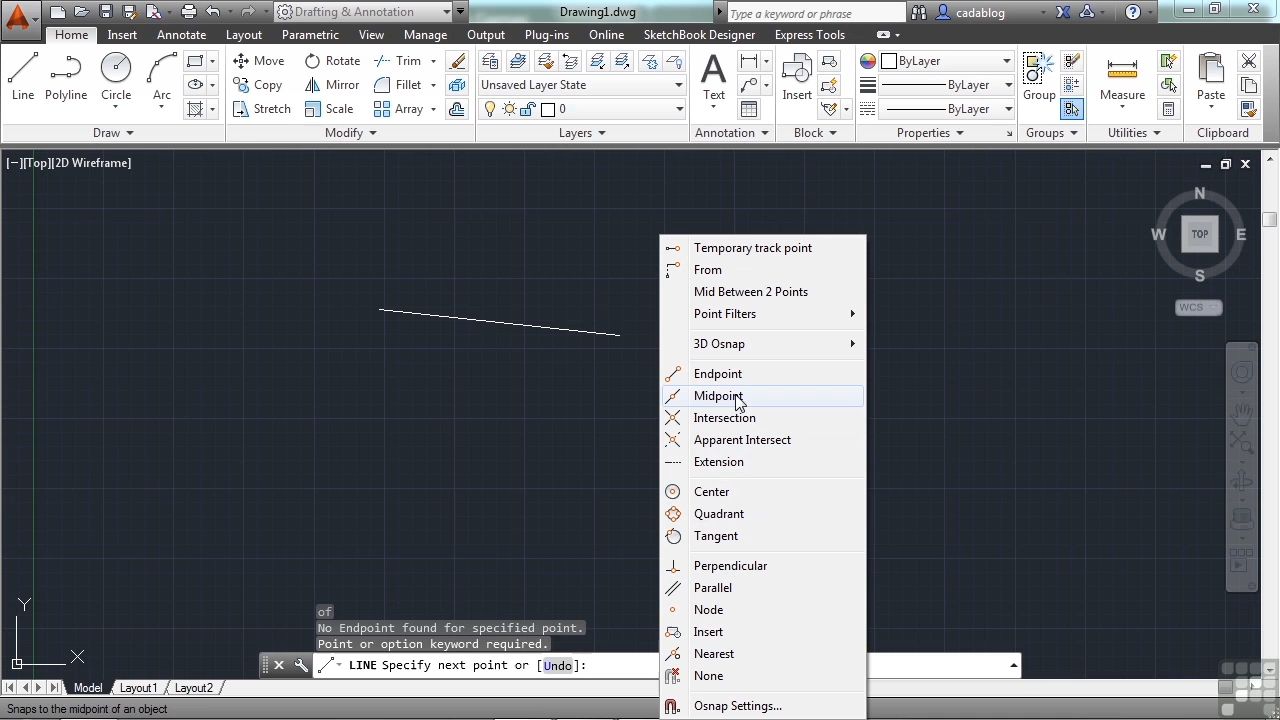 Drafting & Annotation
Drawing1.dwg
Type a keyword or phrase
cadablog
Home Insert Annotate Layout Parametric View Manage Output Plug-ins Online SketchBook Designer Express Tools
Line Polyline Circle Arc
Move Rotate Trim
Copy Mirror Fillet
Stretch Scale Array
Unsaved Layer State
0
Text
Insert
ByLayer
ByLayer
ByLayer
Group
Measure
Paste
Draw Modify Layers Annotation Block Properties Groups Utilities Clipboard
[−][Top][2D Wireframe]
N
W TOP E
S
WCS
Temporary track point
From
Mid Between 2 Points
Point Filters
3D Osnap
Endpoint
Midpoint
Intersection
Apparent Intersect
Extension
Center
Quadrant
Tangent
Perpendicular
Parallel
Node
Insert
Nearest
None
Osnap Settings...
Y
X
of
No Endpoint found for specified point.
Point or option keyword required.
LINE Specify next point or [Undo]:
Model Layout1 Layout2
Snaps to the midpoint of an object